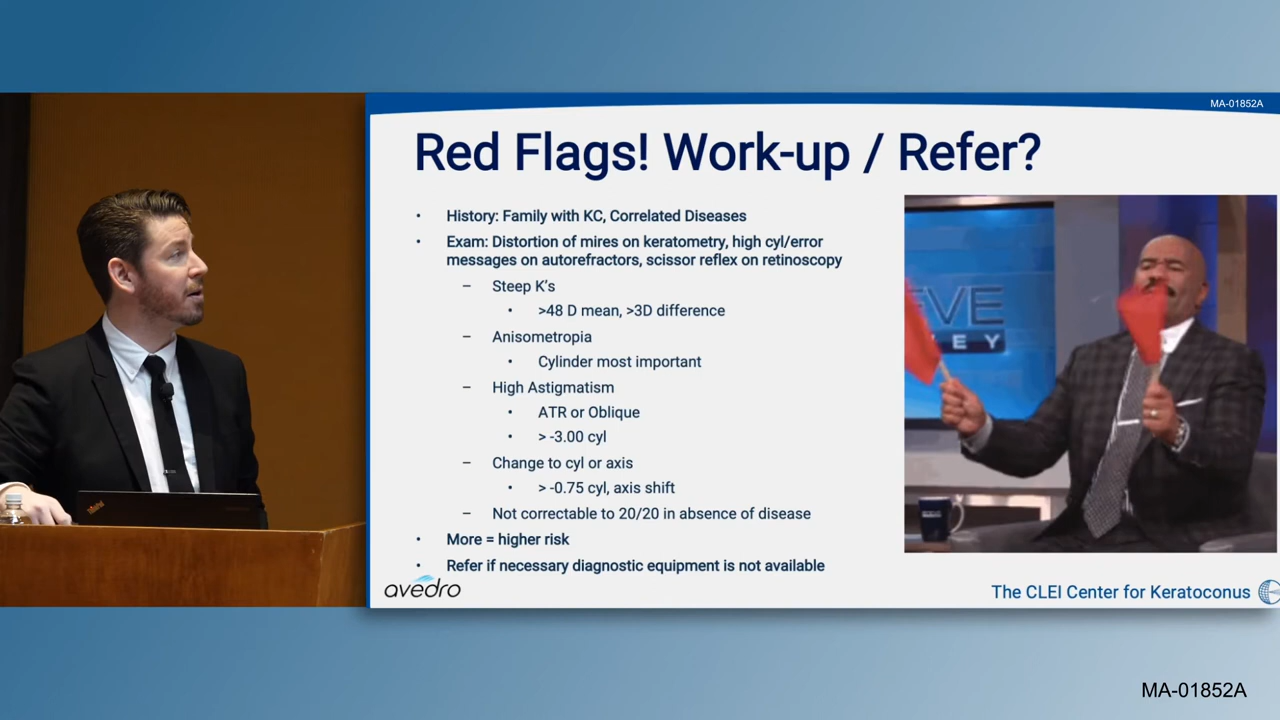 MA-01852A
Red Flags! Work-up / Refer?
• History: Family with KC, Correlated Diseases
• Exam: Distortion of mires on keratometry, high cyl/error
messages on autorefractors, scissor reflex on retinoscopy
– Steep K's
• >48 D mean, >3D difference
– Anisometropia
• Cylinder most important
– High Astigmatism
• ATR or Oblique
• > -3.00 cyl
– Change to cyl or axis
• > -0.75 cyl, axis shift
– Not correctable to 20/20 in absence of disease
• More = higher risk
• Refer if necessary diagnostic equipment is not available
EVE
EY
avedro
The CLEI Center for Keratoconus
MA-01852A